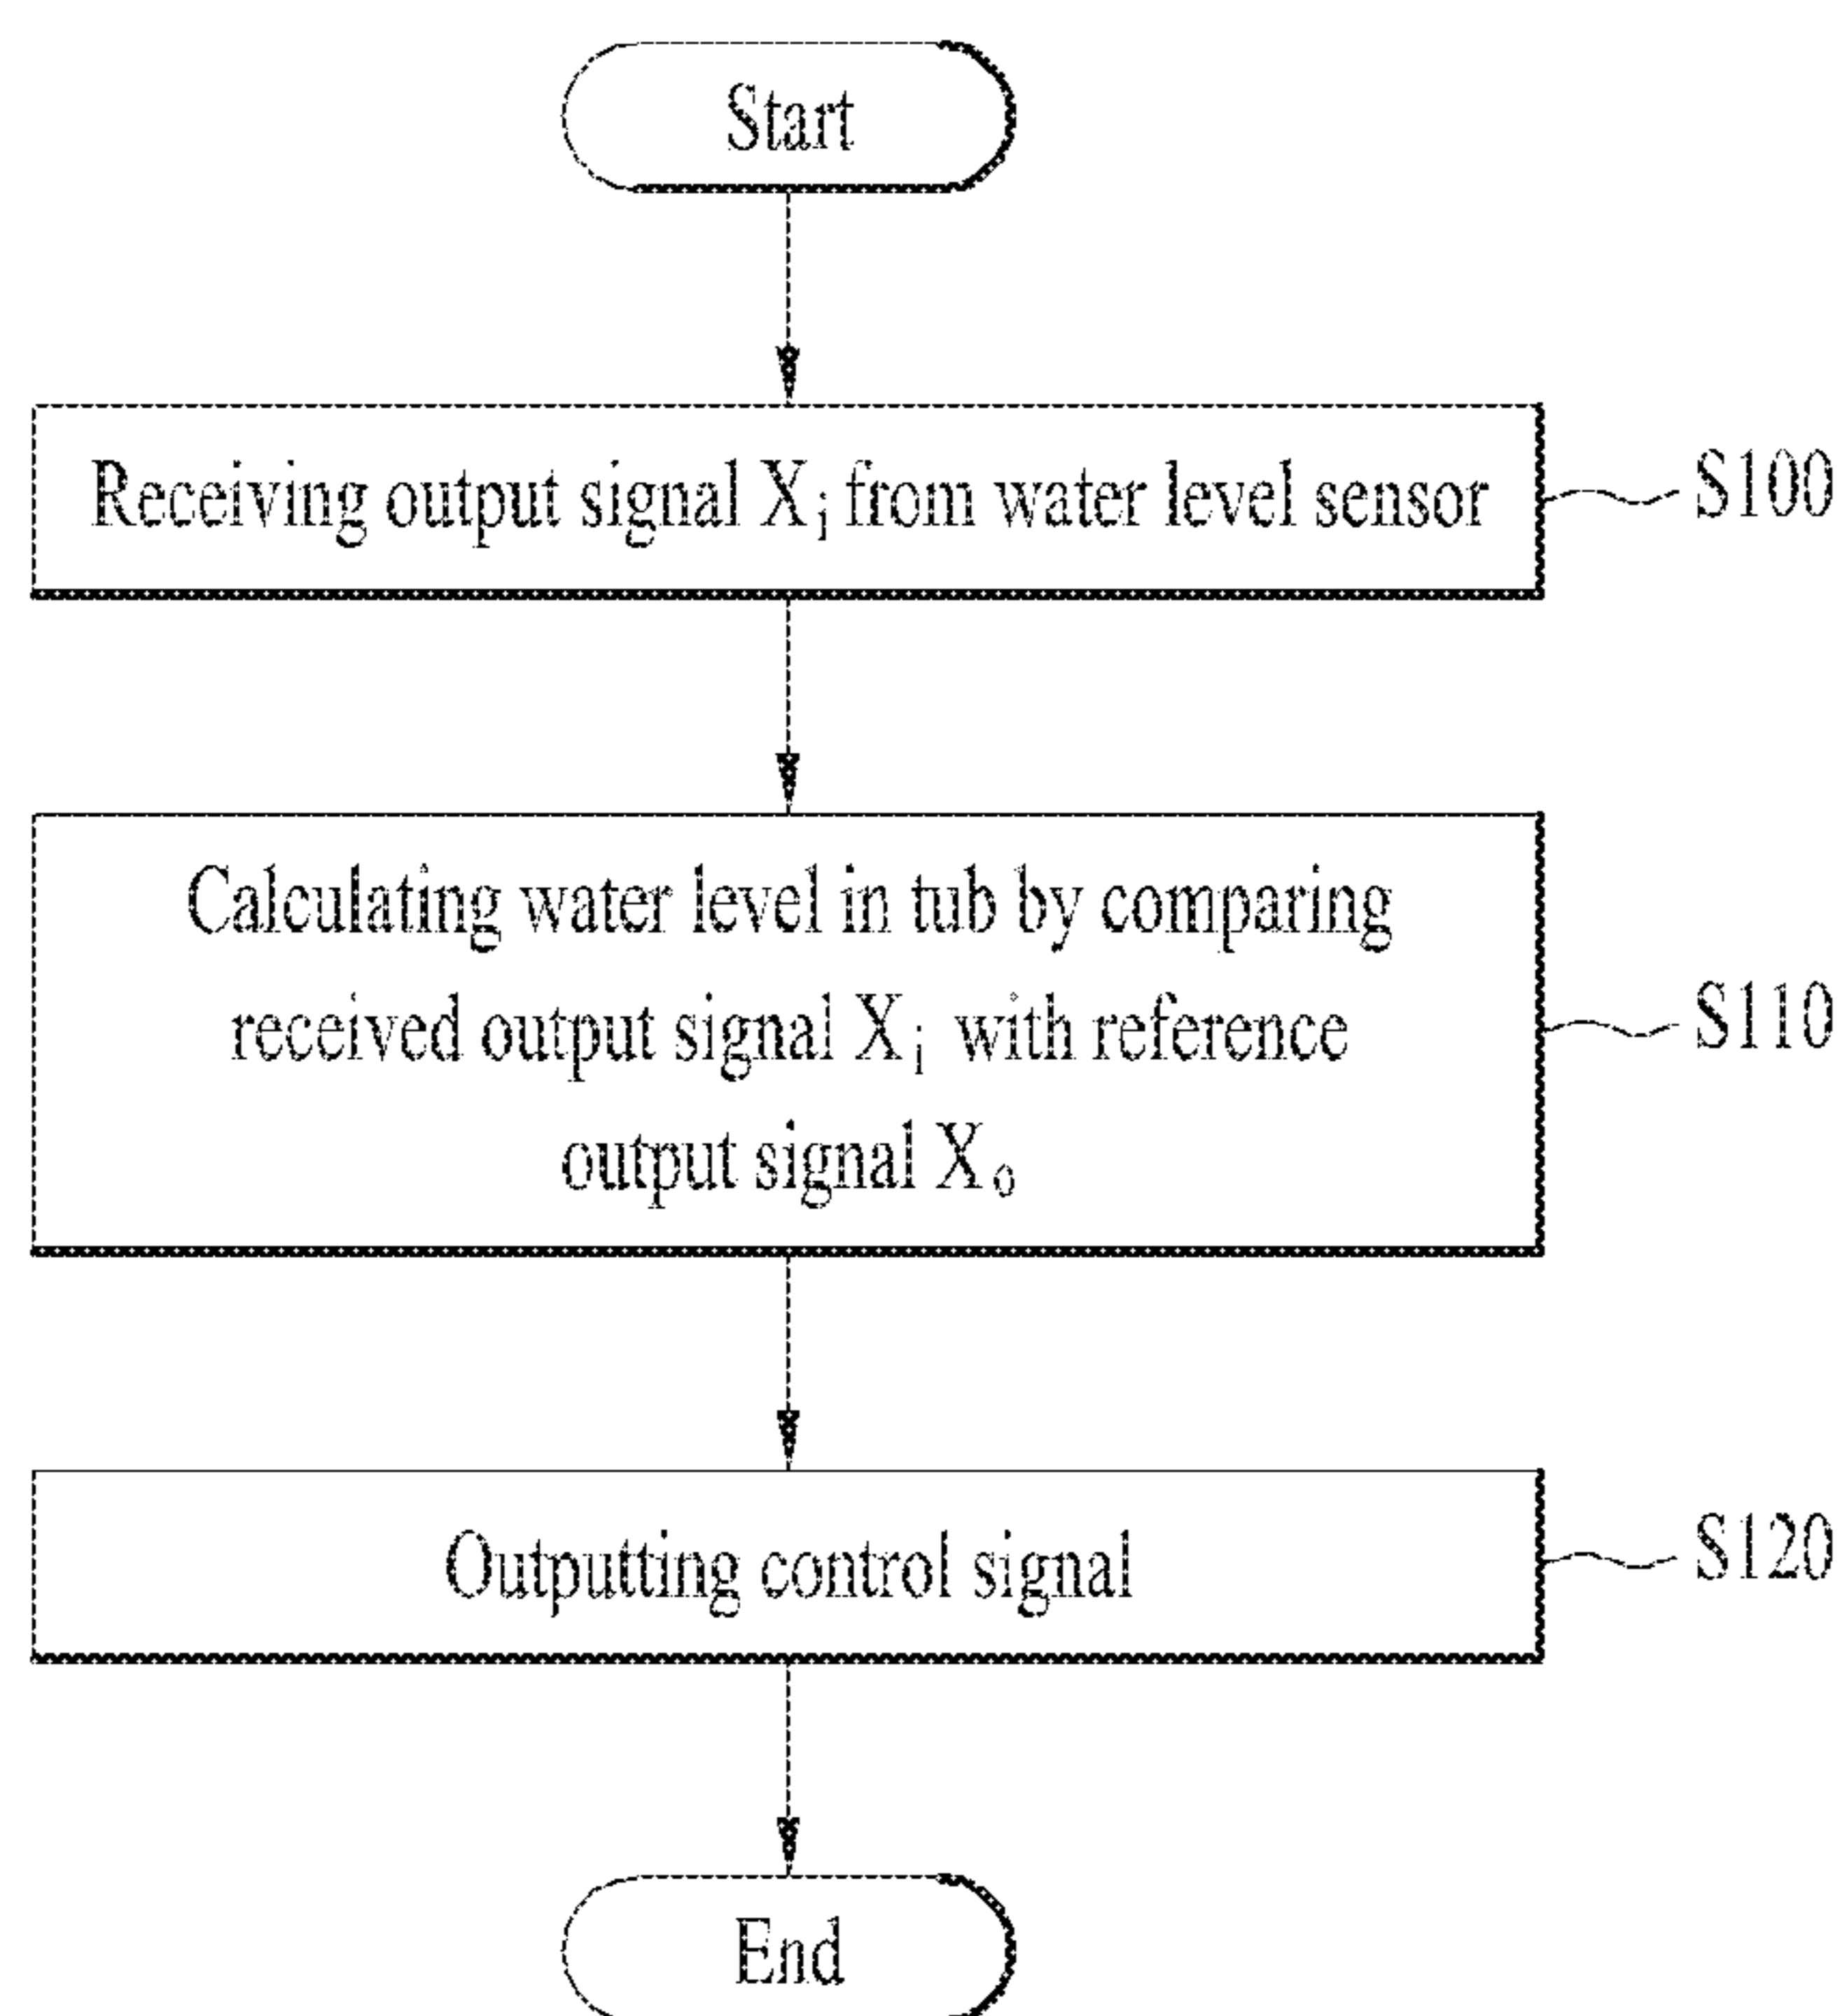 Start
Receiving output signal Xi from water level sensor
S100
Calculating water level in tub by comparing
received output signal Xi with reference
output signal Xo
S110
Outputting control signal
S120
End